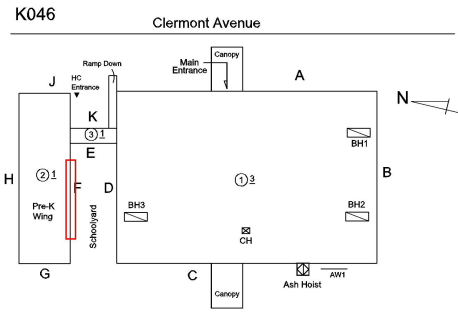 K046
Clermont Avenue
Canopy
Ramp Down
Main
Entrance
A
J
HC
Entrance
N
K
3 1
E
BH1
H
2 1
F
D
1 3
B
Pre-K
Wing
Schoolyard
BH3
BH2
CH
G
C
Canopy
Ash Hoist
AW1